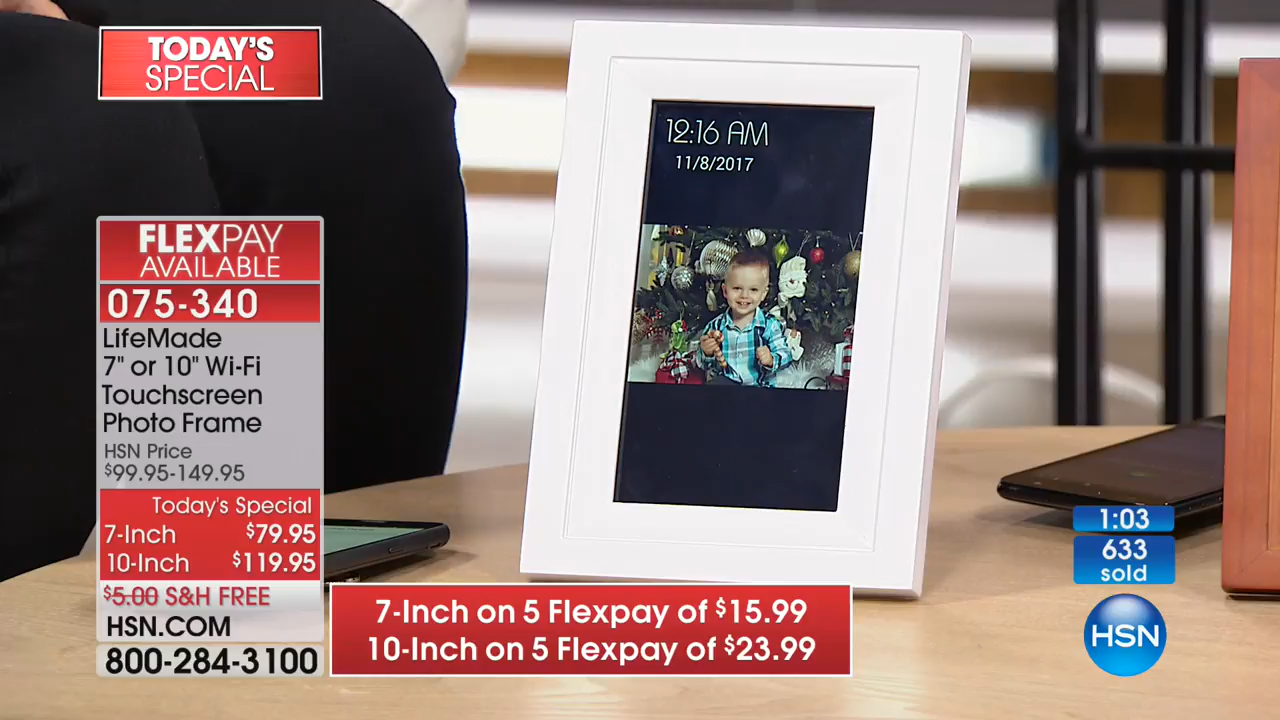 TODAY'S
SPECIAL
FLEXPAY
AVAILABLE
075-340
LifeMade
7" or 10" Wi-Fi
Touchscreen
Photo Frame
HSN Price
$99.95-149.95
Today's Special
7-Inch $79.95
10-Inch $119.95
$5.00 S&H FREE
HSN.COM
800-284-3100
12:16 AM
11/8/2017
7-Inch on 5 Flexpay of $15.99
10-Inch on 5 Flexpay of $23.99
1:03
633
sold
HSN